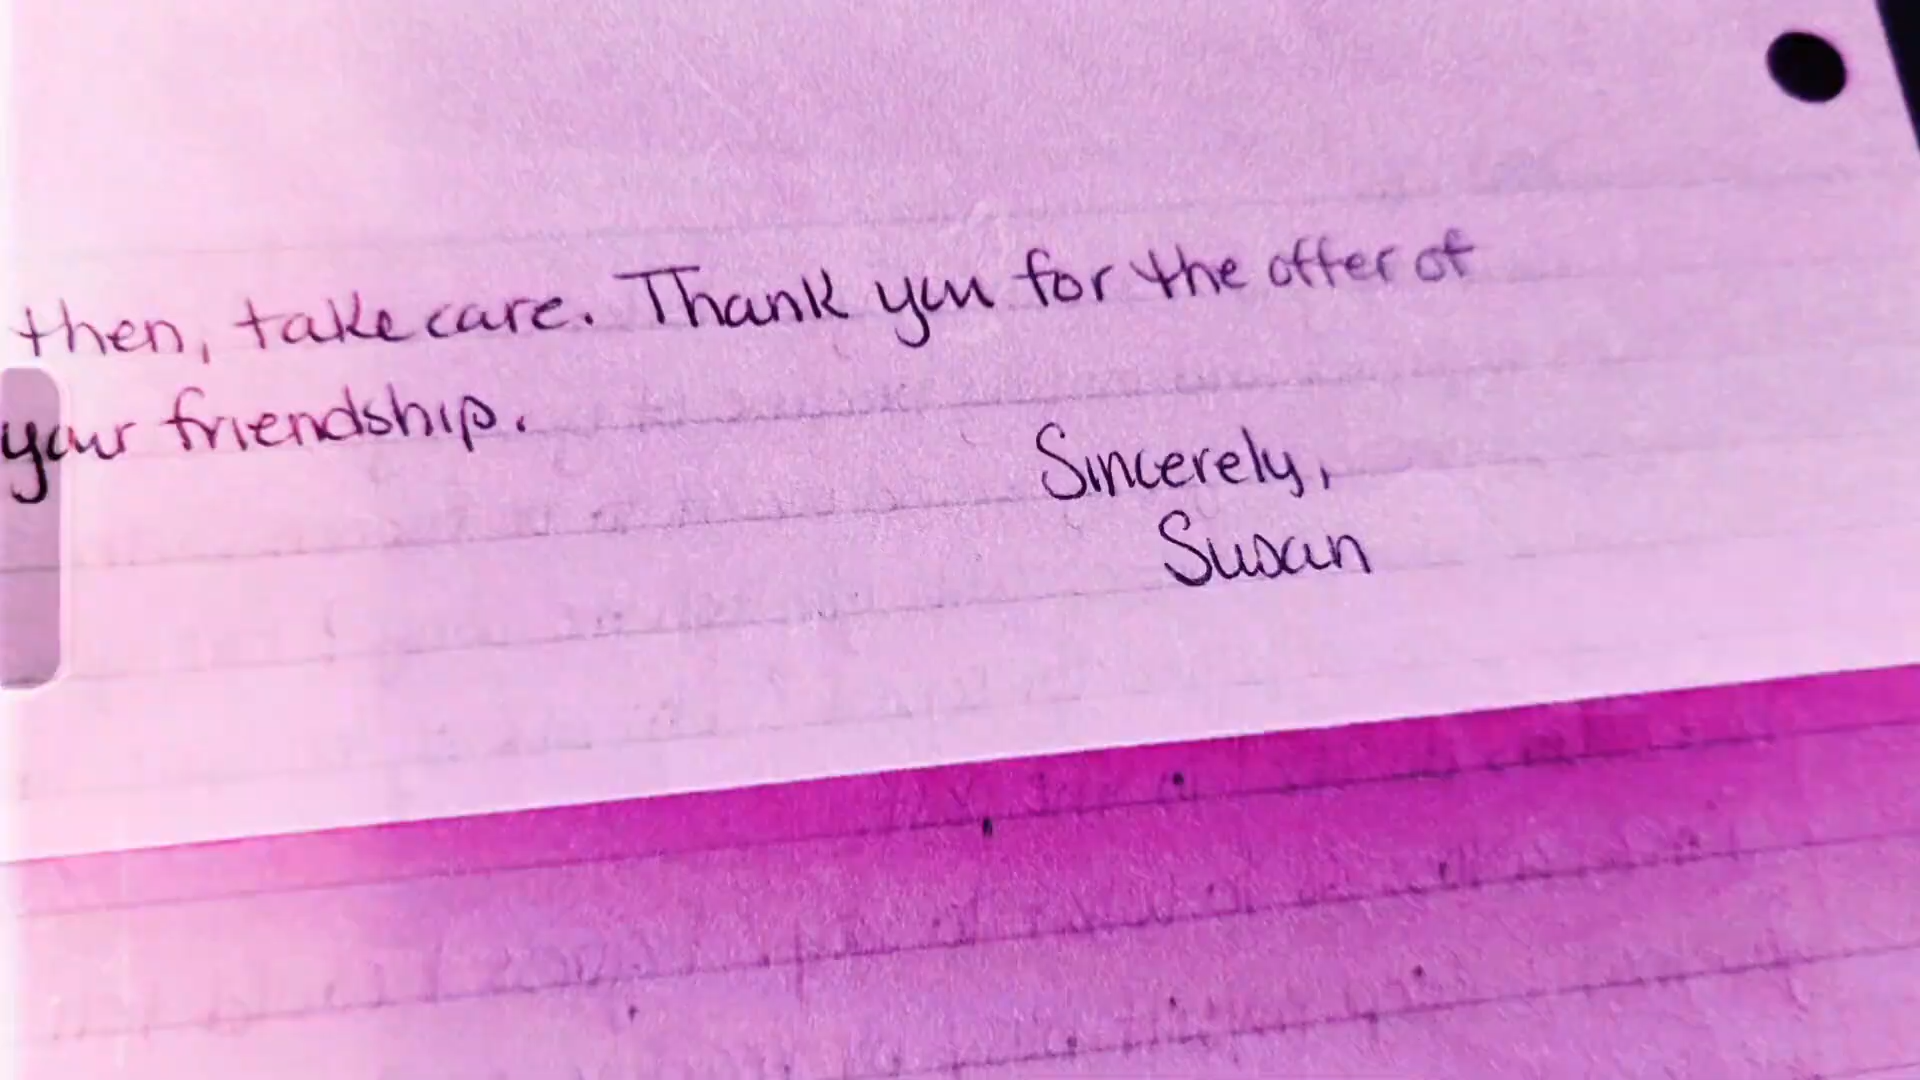 then, take care. Thank you for the offer of
your friendship.
Sincerely,
Susan